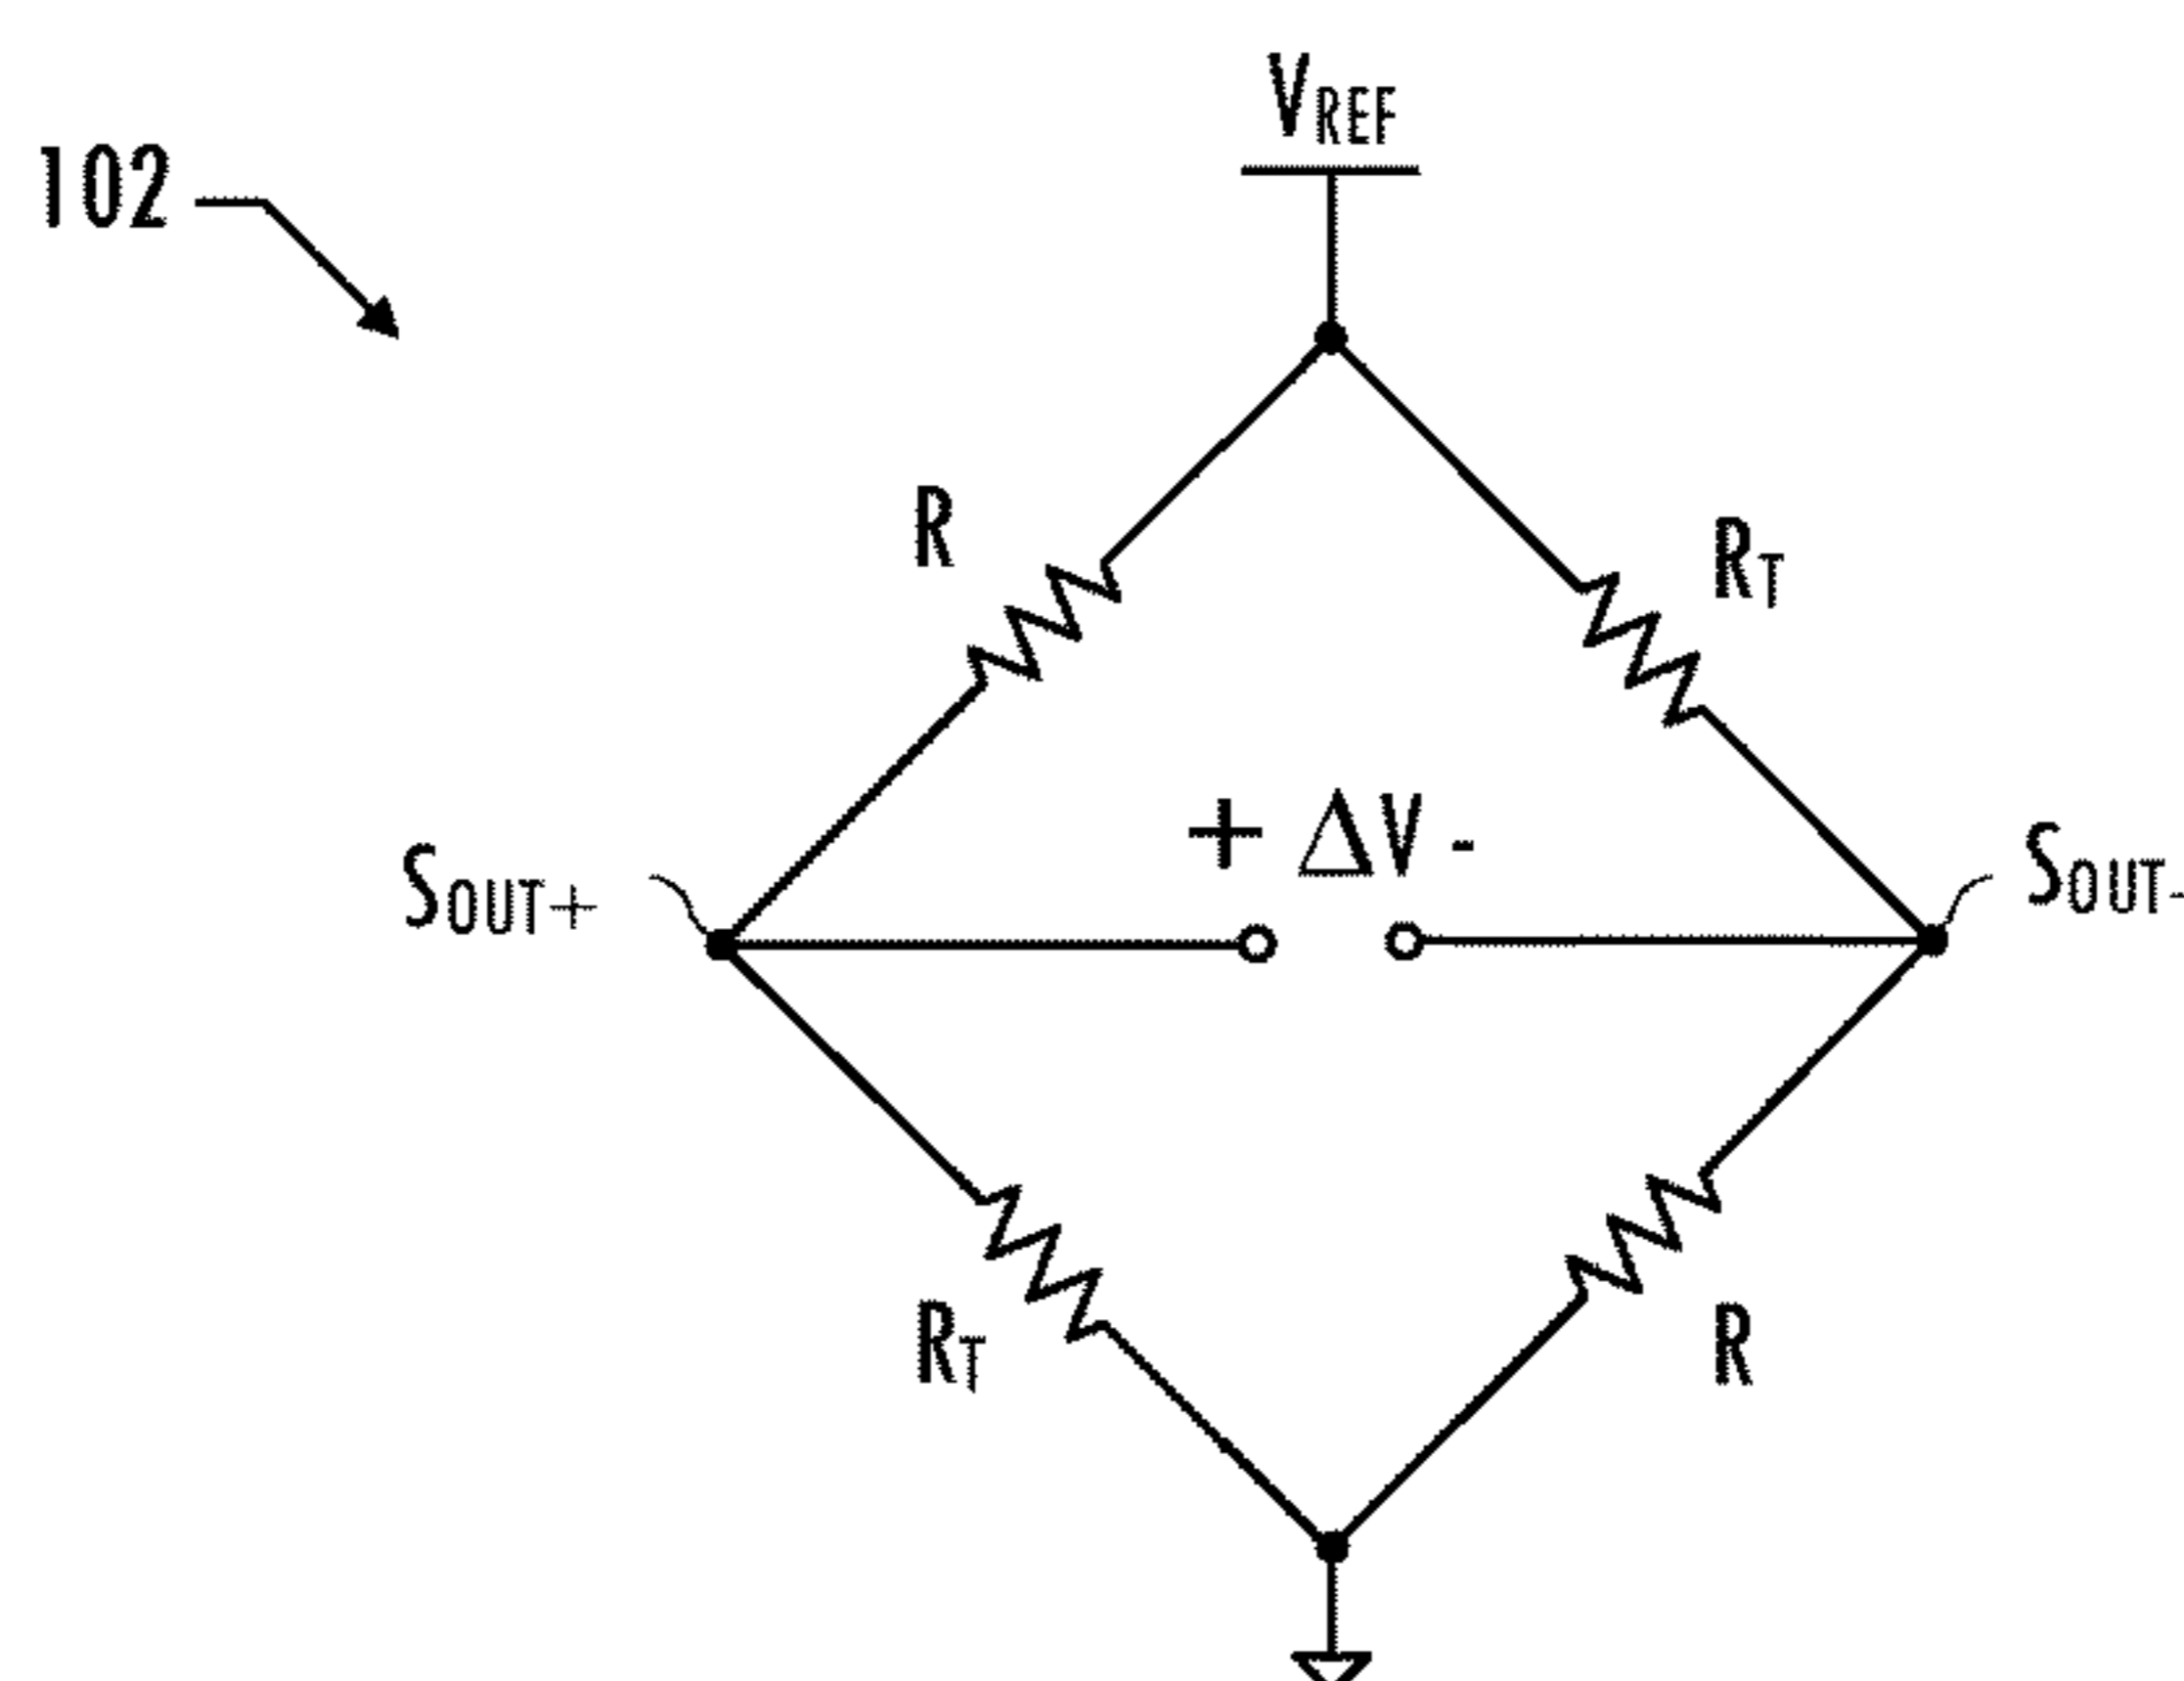 VREF
102
R
RT
+ ΔV -
SOUT+
SOUT-
RT
R